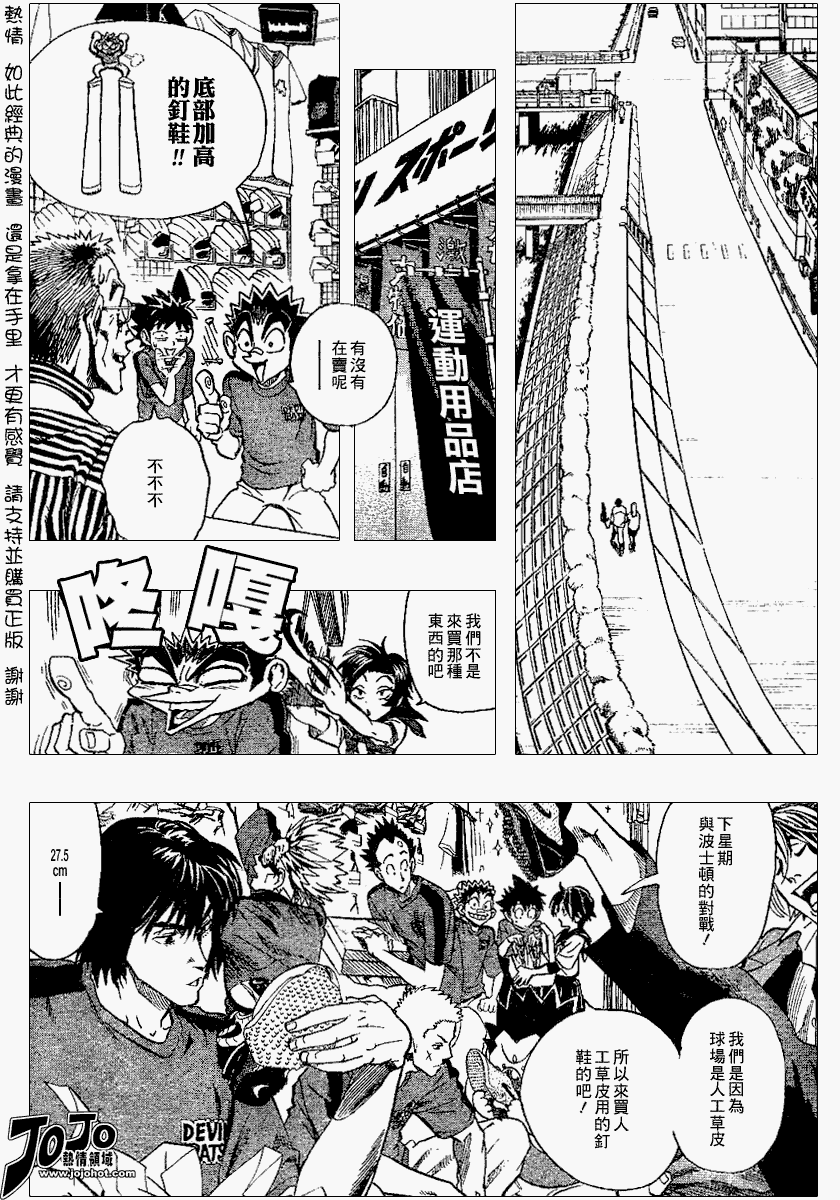 熱情 如此經典的漫畫 還是拿在手里 才更有感覺 請支持並購買正版 謝謝
スポー
激
運動用品店
底部加高
的釘鞋!!
有沒有
在賣呢
不不不
嘎
咚
我們不是
來買那種
東西的吧
下星期
與波士頓的對戰!
我們是因為
球場是人工草皮
所以來買人
工草皮用的釘
鞋的吧!
27.5
cm
DEVI
BATS
JOJO
熱情領域
www.jojohot.com